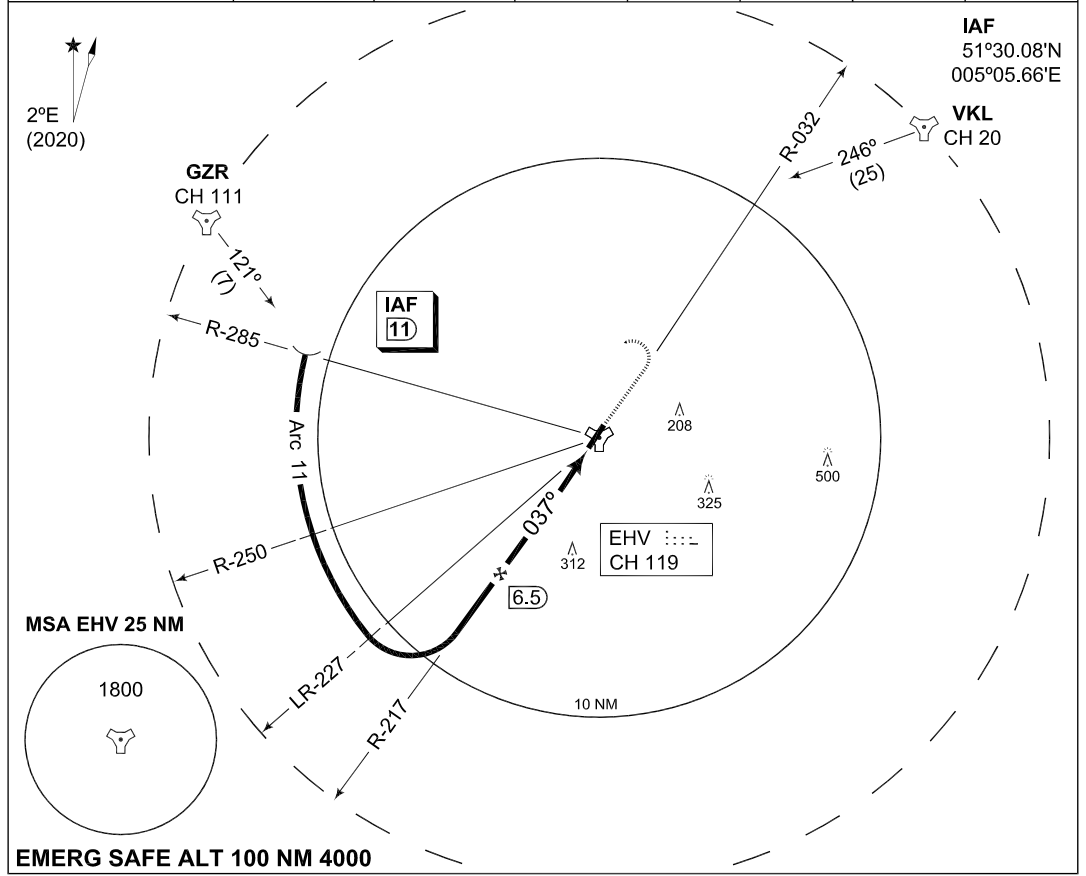 IAF
51º30.08'N
005º05.66'E
2ºE
(2020)
VKL
CH 20
246º
(25)
R-032
GZR
CH 111
121º
(7)
IAF
11
R-285
Arc 11
208
500
325
R-250
037º
EHV
CH 119
312
6.5
MSA EHV 25 NM
1800
LR-227
R-217
10 NM
EMERG SAFE ALT 100 NM 4000